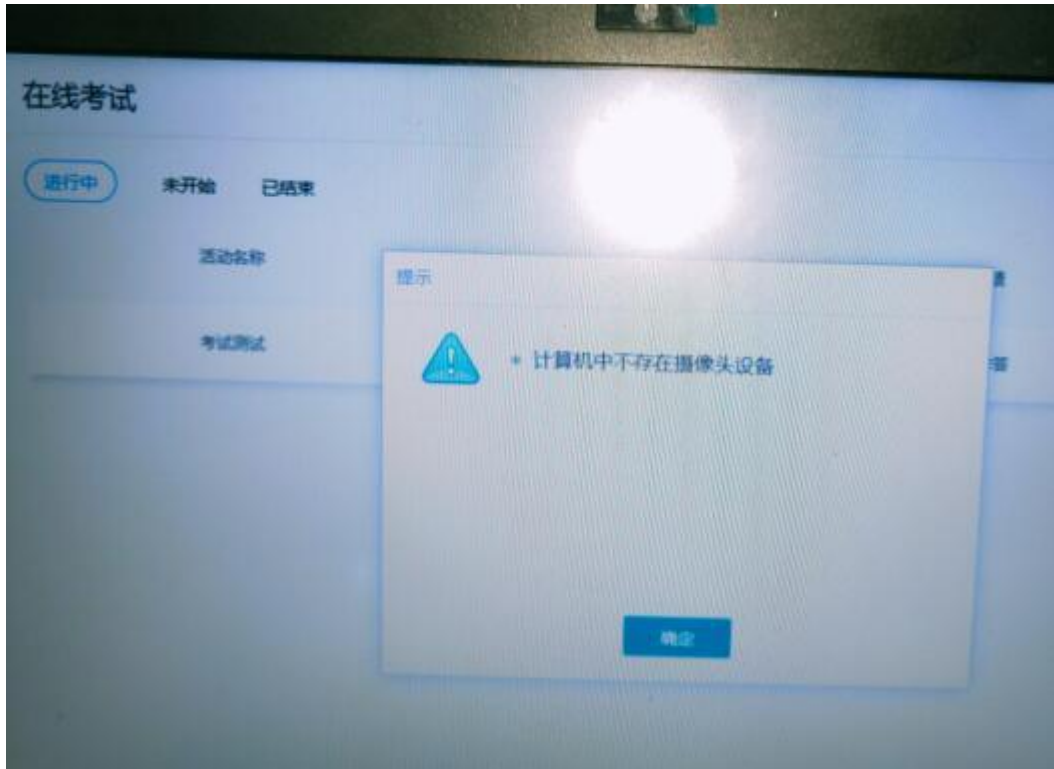 在线考试
进行中 未开始 已结束
活动名称
提示
考试测试
* 计算机中不存在摄像头设备
确定